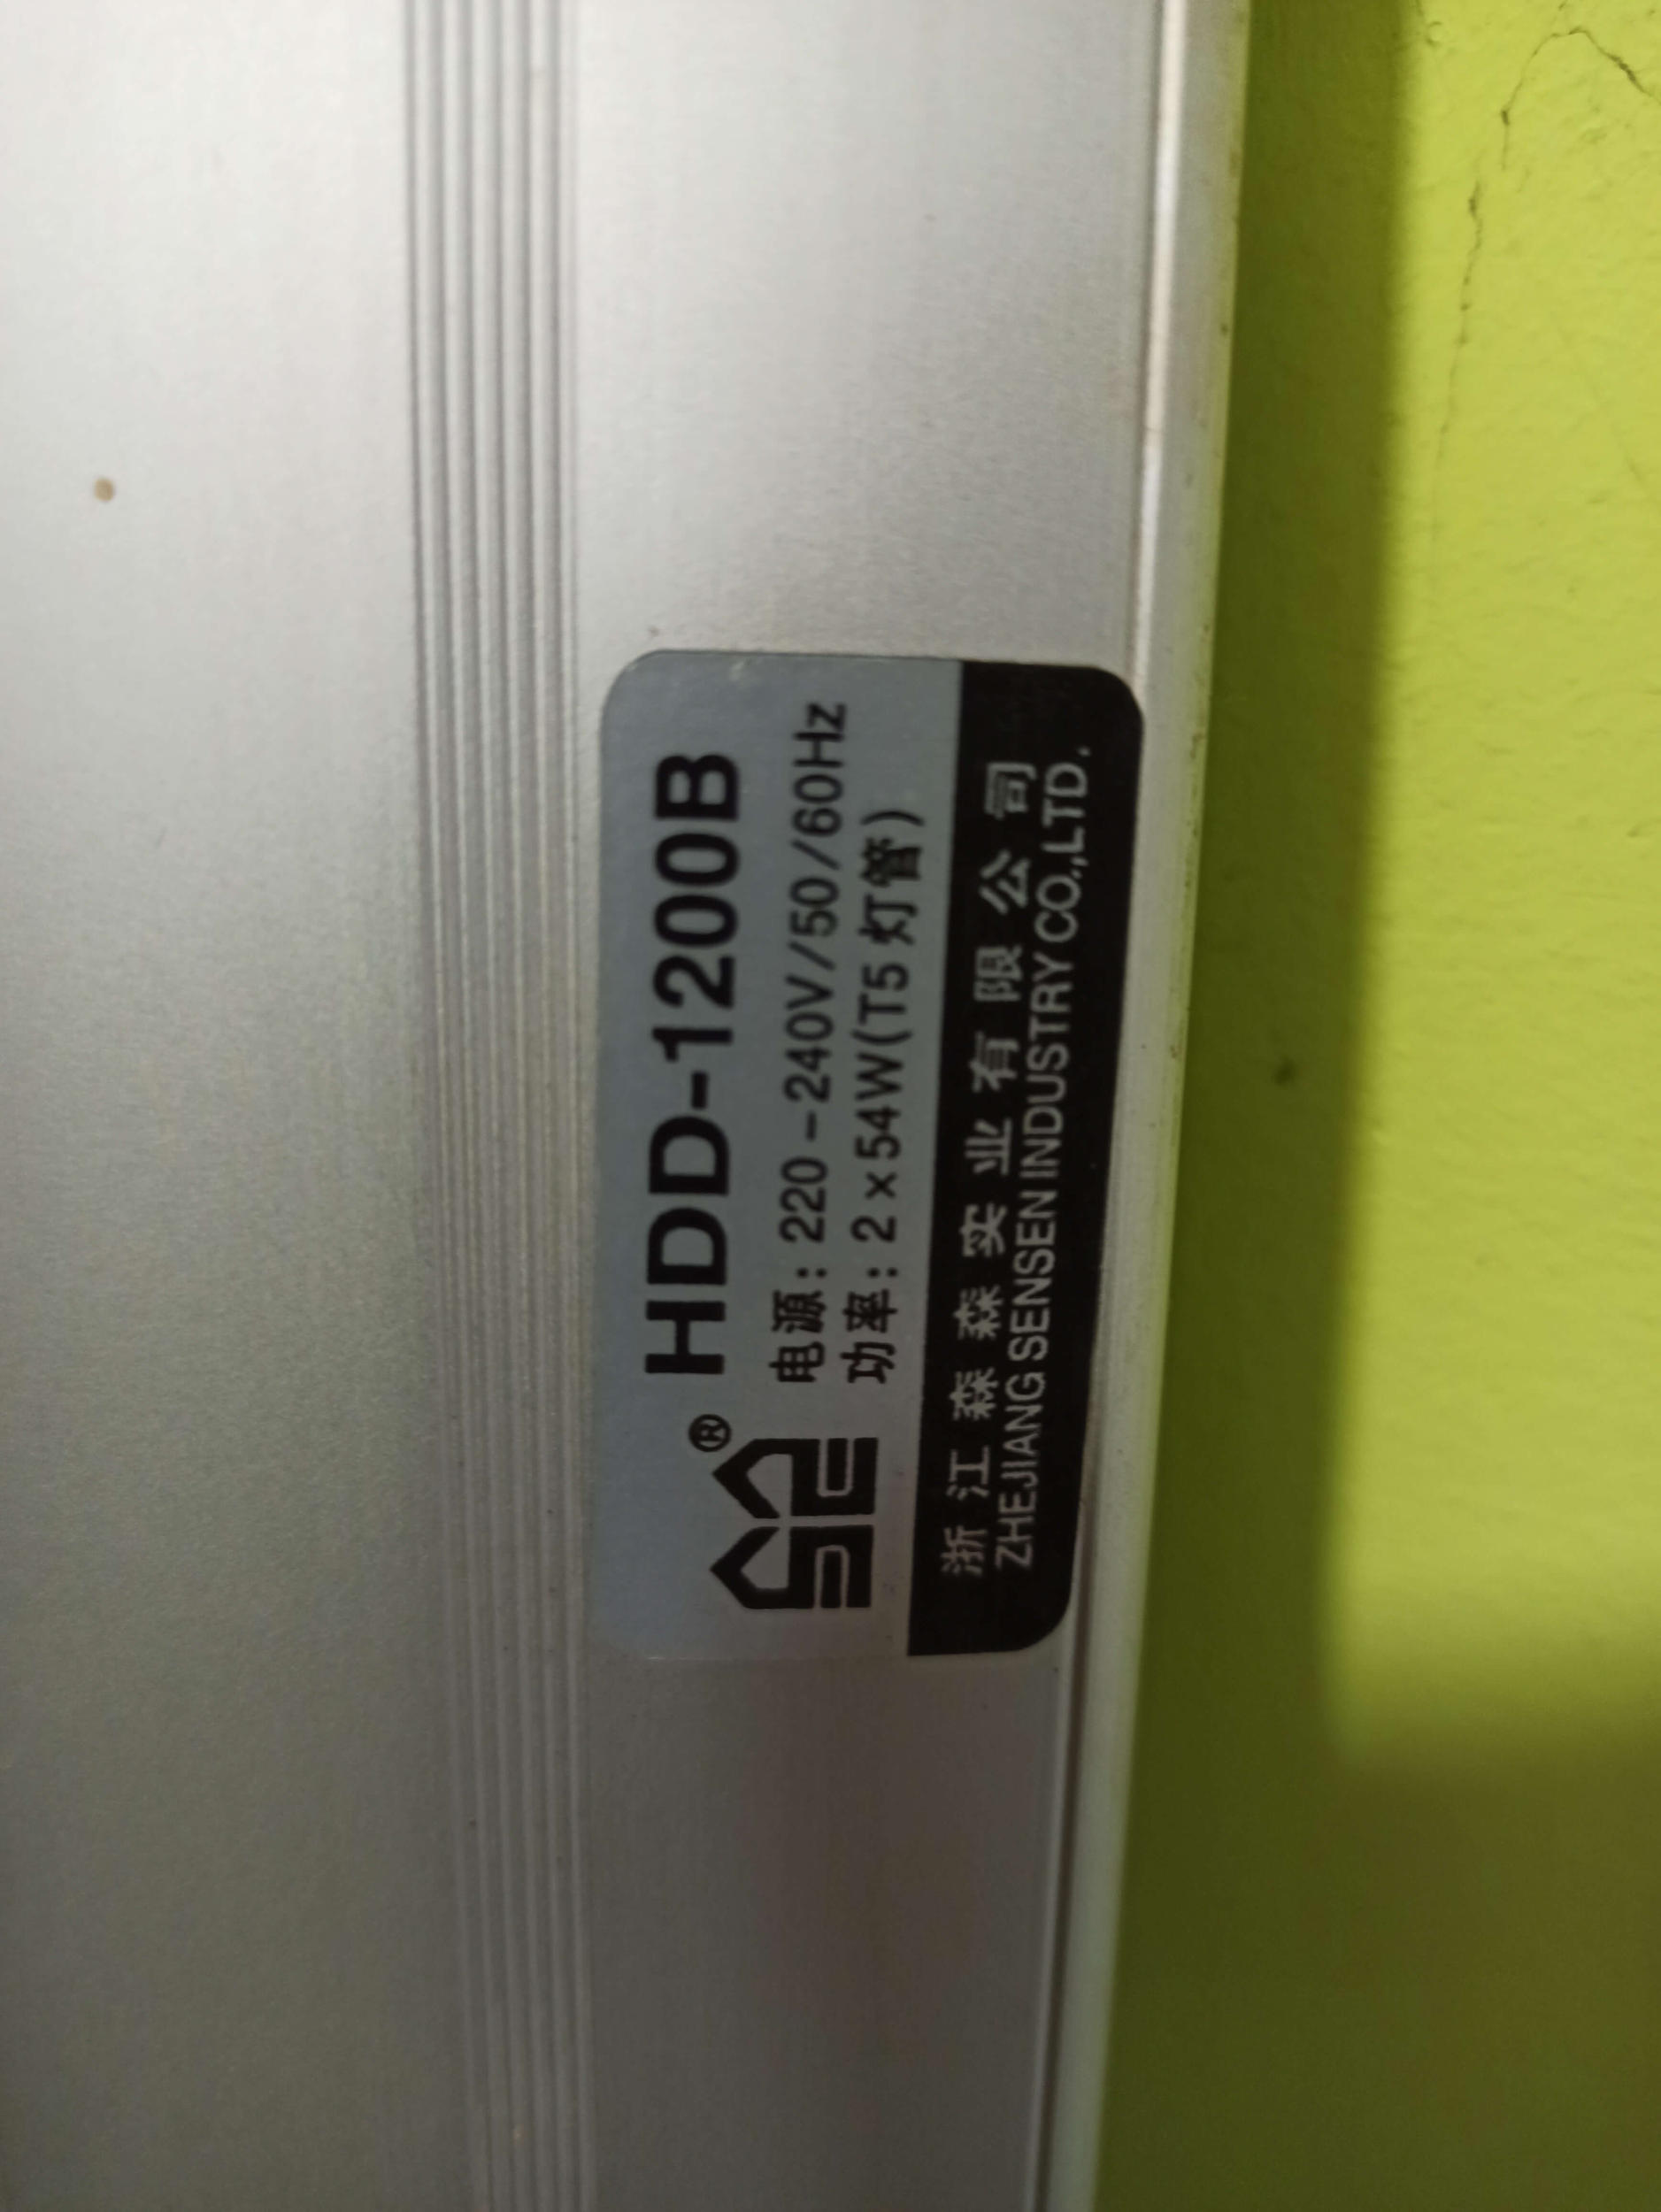 HDD-1200B
®
电源：220-240V/50/60Hz
功率：2×54W(T5灯管)
浙江森森实业有限公司
ZHEJIANG SENSEN INDUSTRY CO.,LTD.